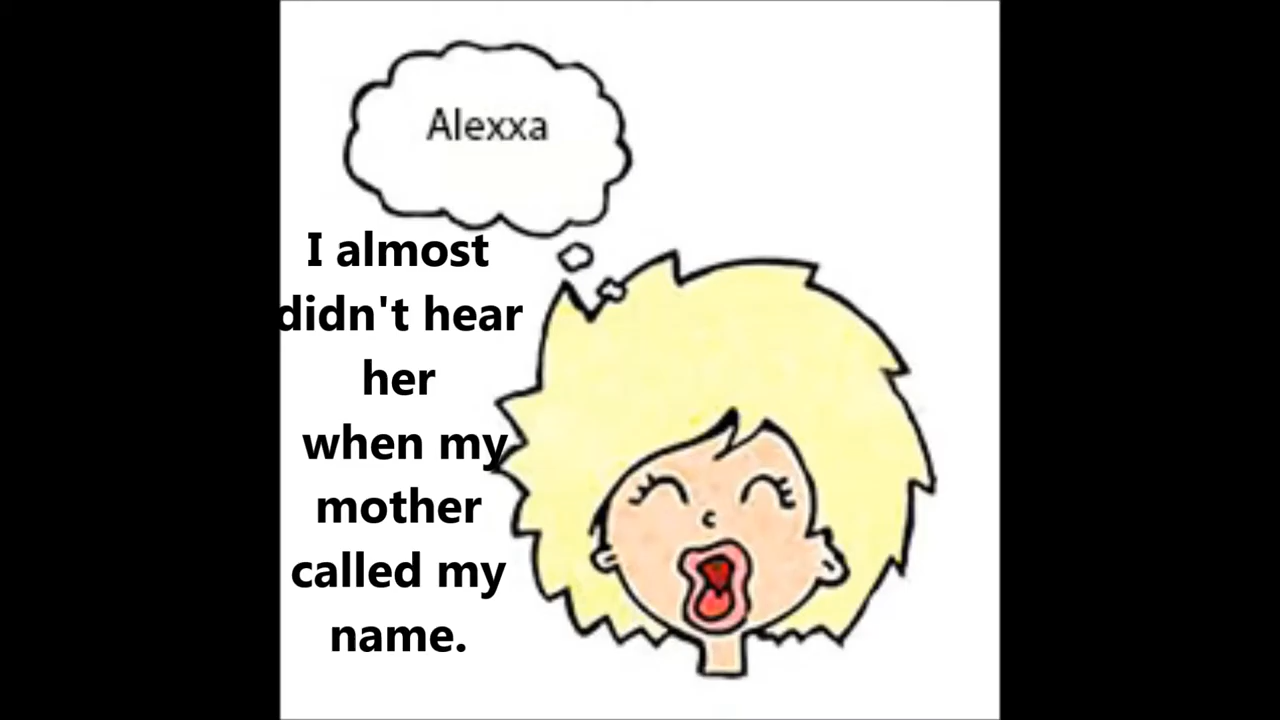 Alexxa
I almost
didn't hear
her
when my
mother
called my
name.